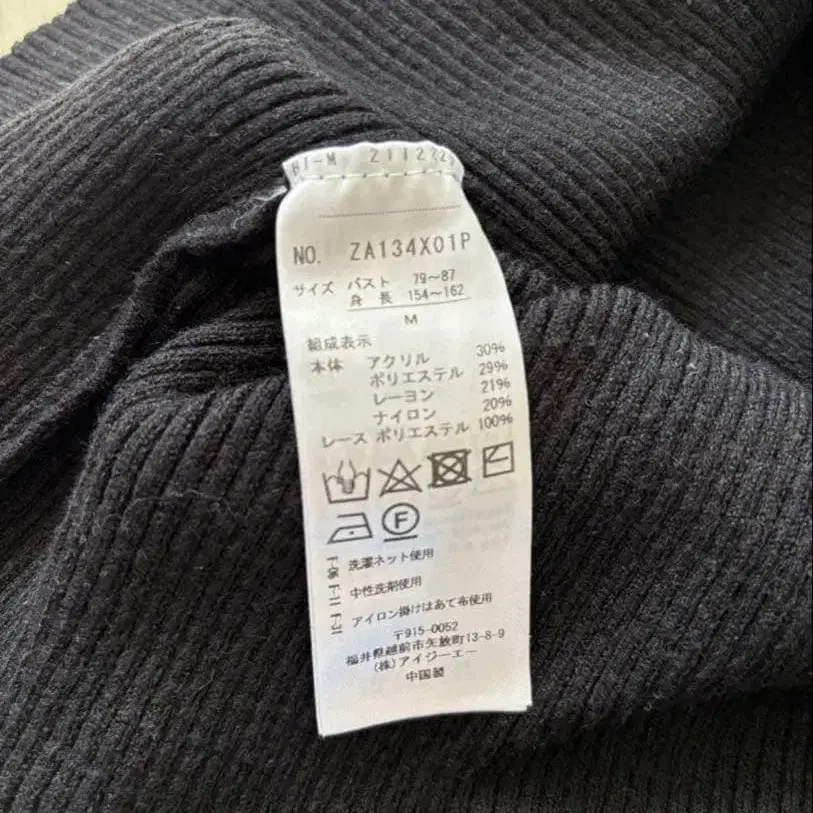 NO. ZA134X01P
サイズ バスト 79～87
身長 154～162
M
組成表示
本体 アクリル 30%
ポリエステル 29%
レーヨン 21%
ナイロン 20%
レース ポリエステル 100%
F
洗濯ネット使用
中性洗剤使用
アイロン掛けはあて布使用
〒915-0052
福井県越前市矢放町13-8-9
(株)アイジーエー
中国製